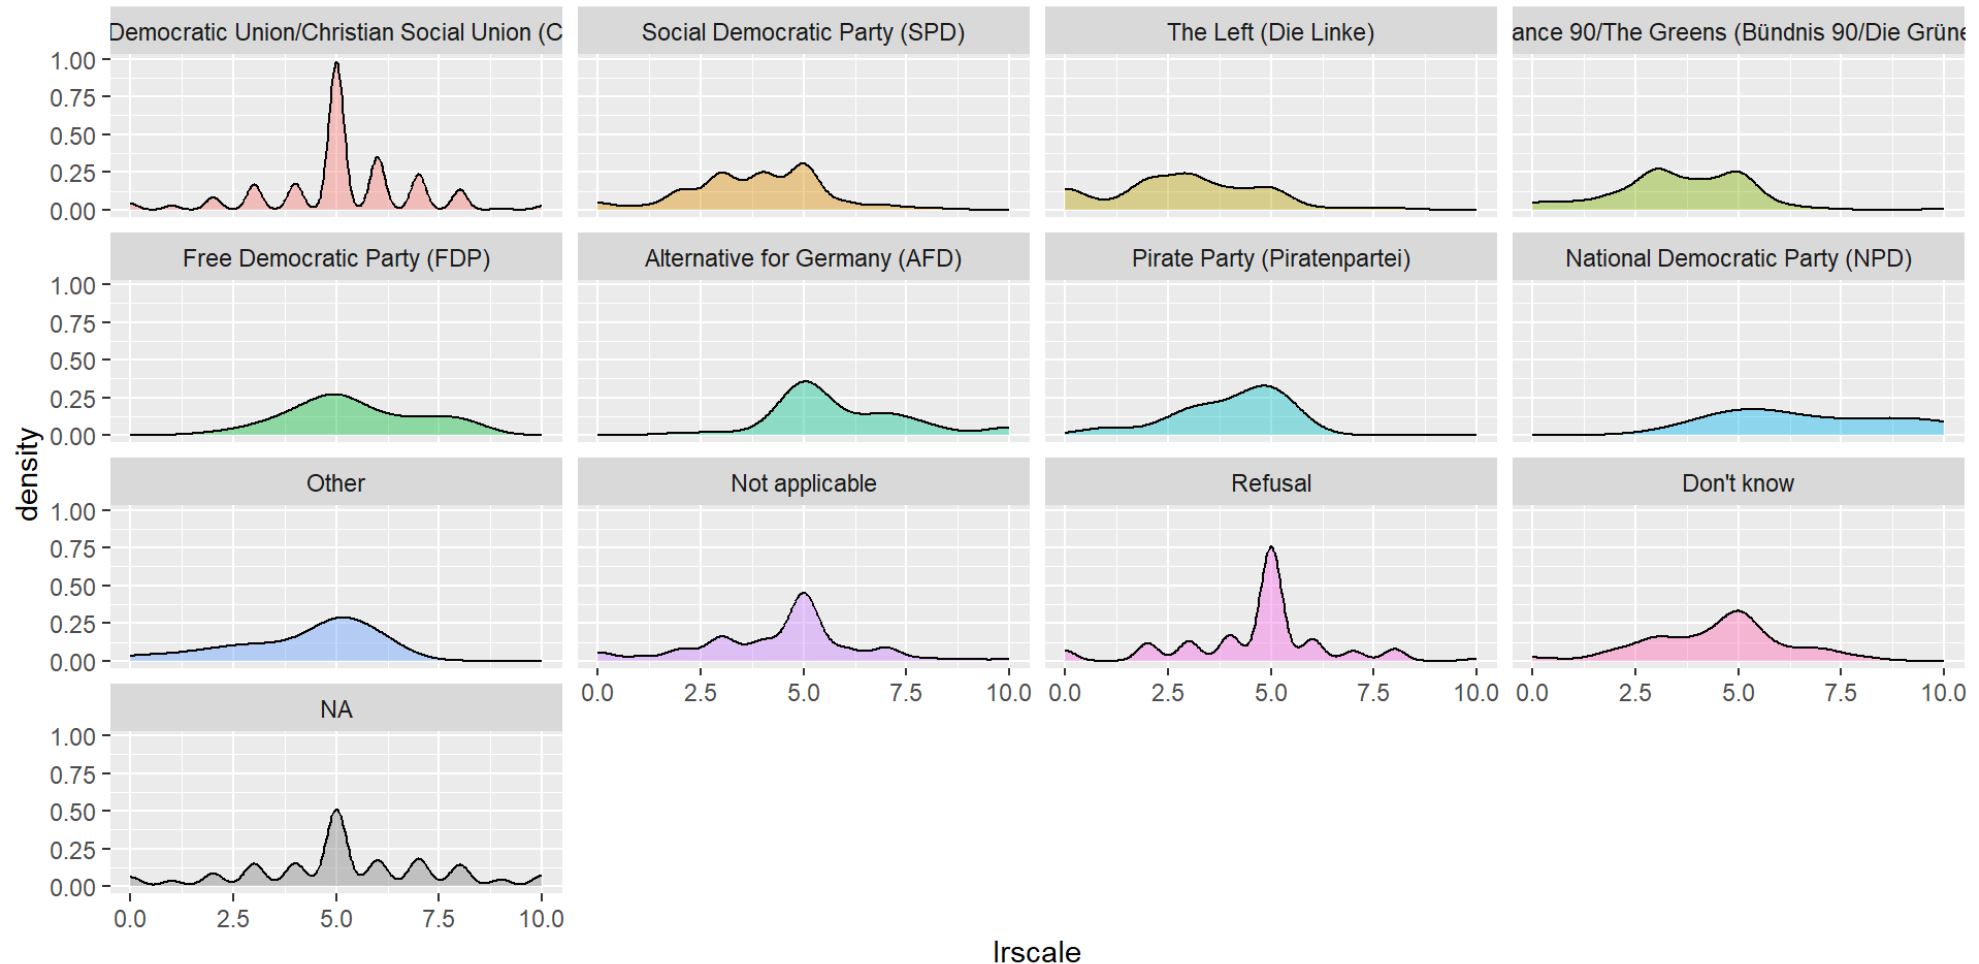 Democratic Union/Christian Social Union (C
Social Democratic Party (SPD)
The Left (Die Linke)
ance 90/The Greens (Bündnis 90/Die Grüne
1.00
0.75
0.50
0.25
0.00
Free Democratic Party (FDP)
Alternative for Germany (AFD)
Pirate Party (Piratenpartei)
National Democratic Party (NPD)
1.00
0.75
0.50
0.25
0.00
density
Other
Not applicable
Refusal
Don't know
1.00
0.75
0.50
0.25
0.00
0.0 2.5 5.0 7.5 10.0
0.0 2.5 5.0 7.5 10.0
0.0 2.5 5.0 7.5 10.0
NA
1.00
0.75
0.50
0.25
0.00
0.0 2.5 5.0 7.5 10.0
lrscale